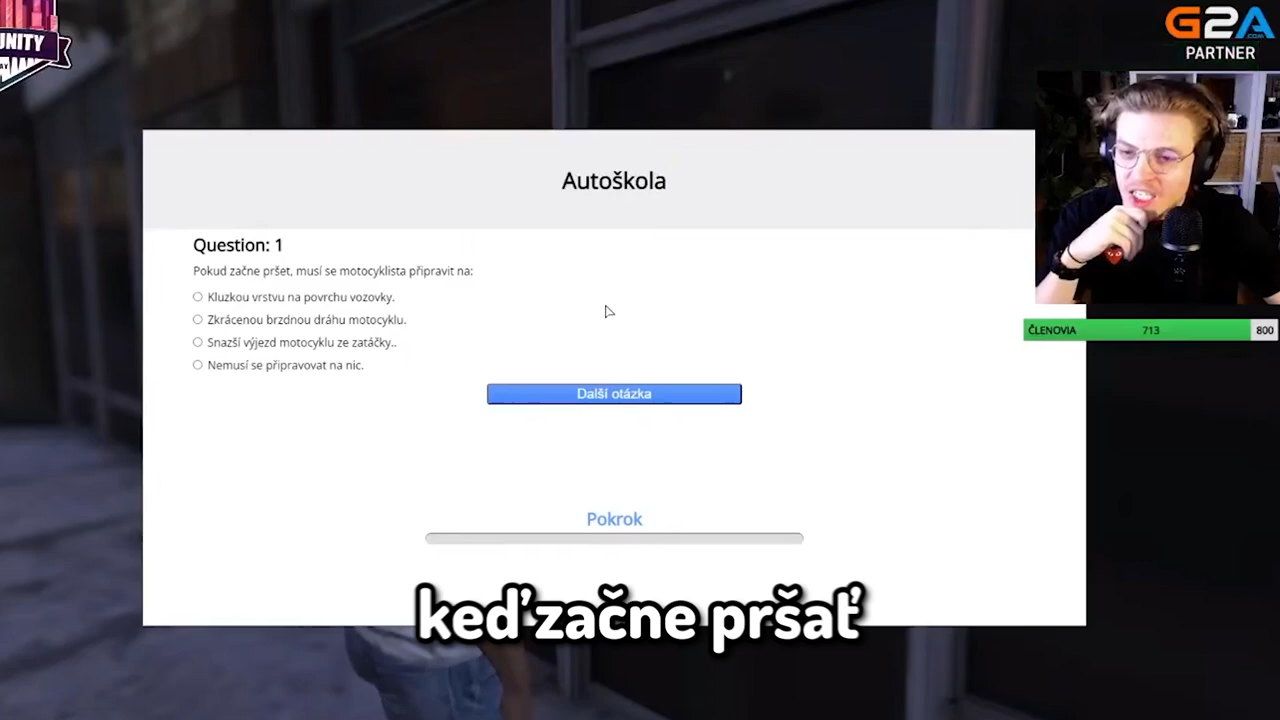 UNITY
G2A
.COM
PARTNER
Autoškola
Question: 1
Pokud začne pršet, musí se motocyklista připravit na:
Kluzkou vrstvu na povrchu vozovky.
Zkrácenou brzdnou dráhu motocyklu.
Snazší výjezd motocyklu ze zatáčky..
Nemusí se připravovat na nic.
Další otázka
ČLENOVIA 713 800
Pokrok
keď začne pršať